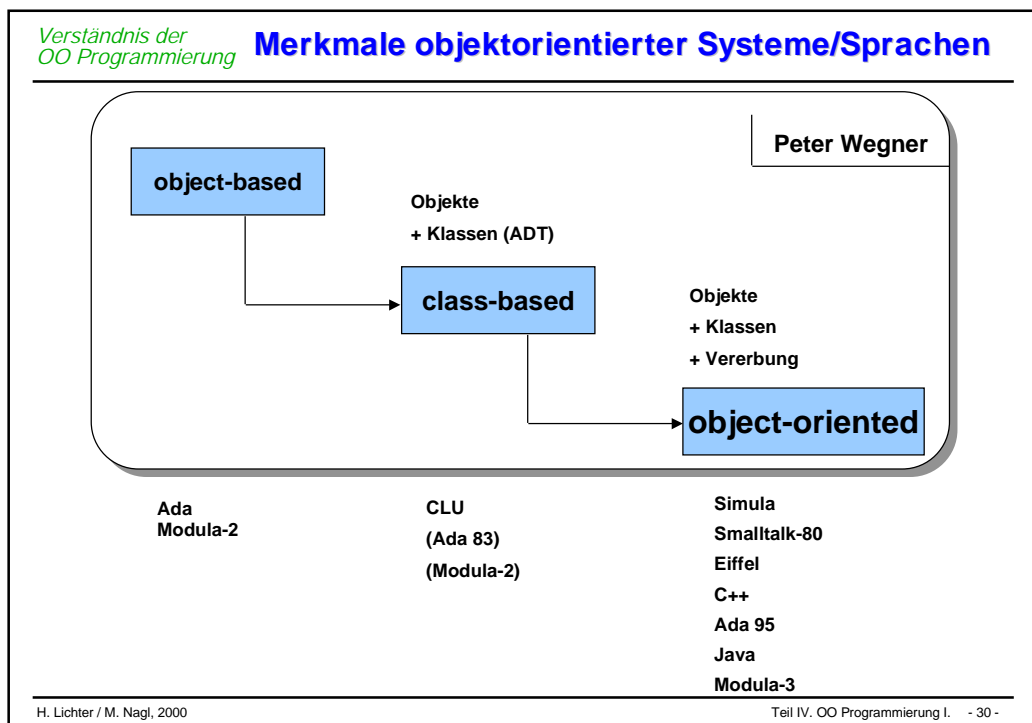 Verständnis der
OO Programmierung
Merkmale objektorientierter Systeme/Sprachen
Peter Wegner
object-based
Objekte
+ Klassen (ADT)
class-based
Objekte
+ Klassen
+ Vererbung
object-oriented
Ada
Modula-2
CLU
(Ada 83)
(Modula-2)
Simula
Smalltalk-80
Eiffel
C++
Ada 95
Java
Modula-3
H. Lichter / M. Nagl, 2000
Teil IV. OO Programmierung I. - 30 -